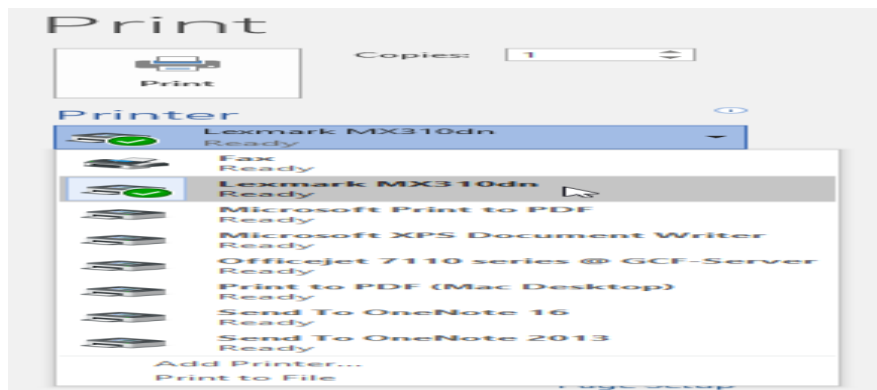 Print
Copies: 1
Print
Printer
Lexmark MX310dn
Ready
Fax
Ready
Lexmark MX310dn
Ready
Microsoft Print to PDF
Ready
Microsoft XPS Document Writer
Ready
Officejet 7110 series @ GCF-Server
Ready
Print to PDF (Mac Desktop)
Ready
Send To OneNote 16
Ready
Send To OneNote 2013
Ready
Add Printer...
Print to File
Page Setup